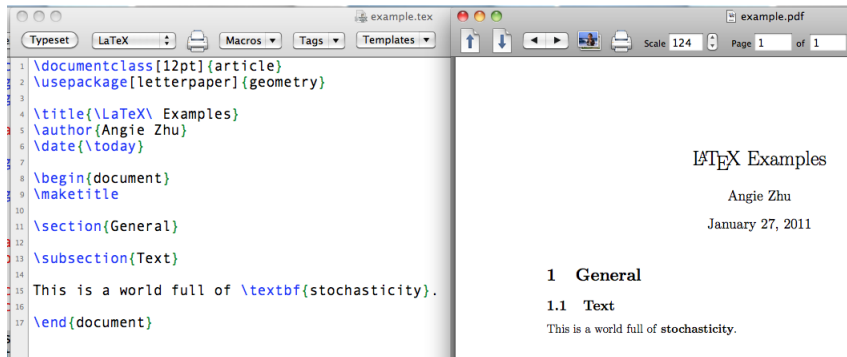 example.tex
Typeset LaTeX Macros Tags Templates
1 \documentclass[12pt]{article}
2 \usepackage[letterpaper]{geometry}
3
4 \title{\LaTeX\ Examples}
5 \author{Angie Zhu}
6 \date{\today}
7
8 \begin{document}
9 \maketitle
10
11 \section{General}
12
13 \subsection{Text}
14
15 This is a world full of \textbf{stochasticity}.
16
17 \end{document}
example.pdf
Scale 124 Page 1 of 1
LATEX Examples
Angie Zhu
January 27, 2011
1 General
1.1 Text
This is a world full of stochasticity.